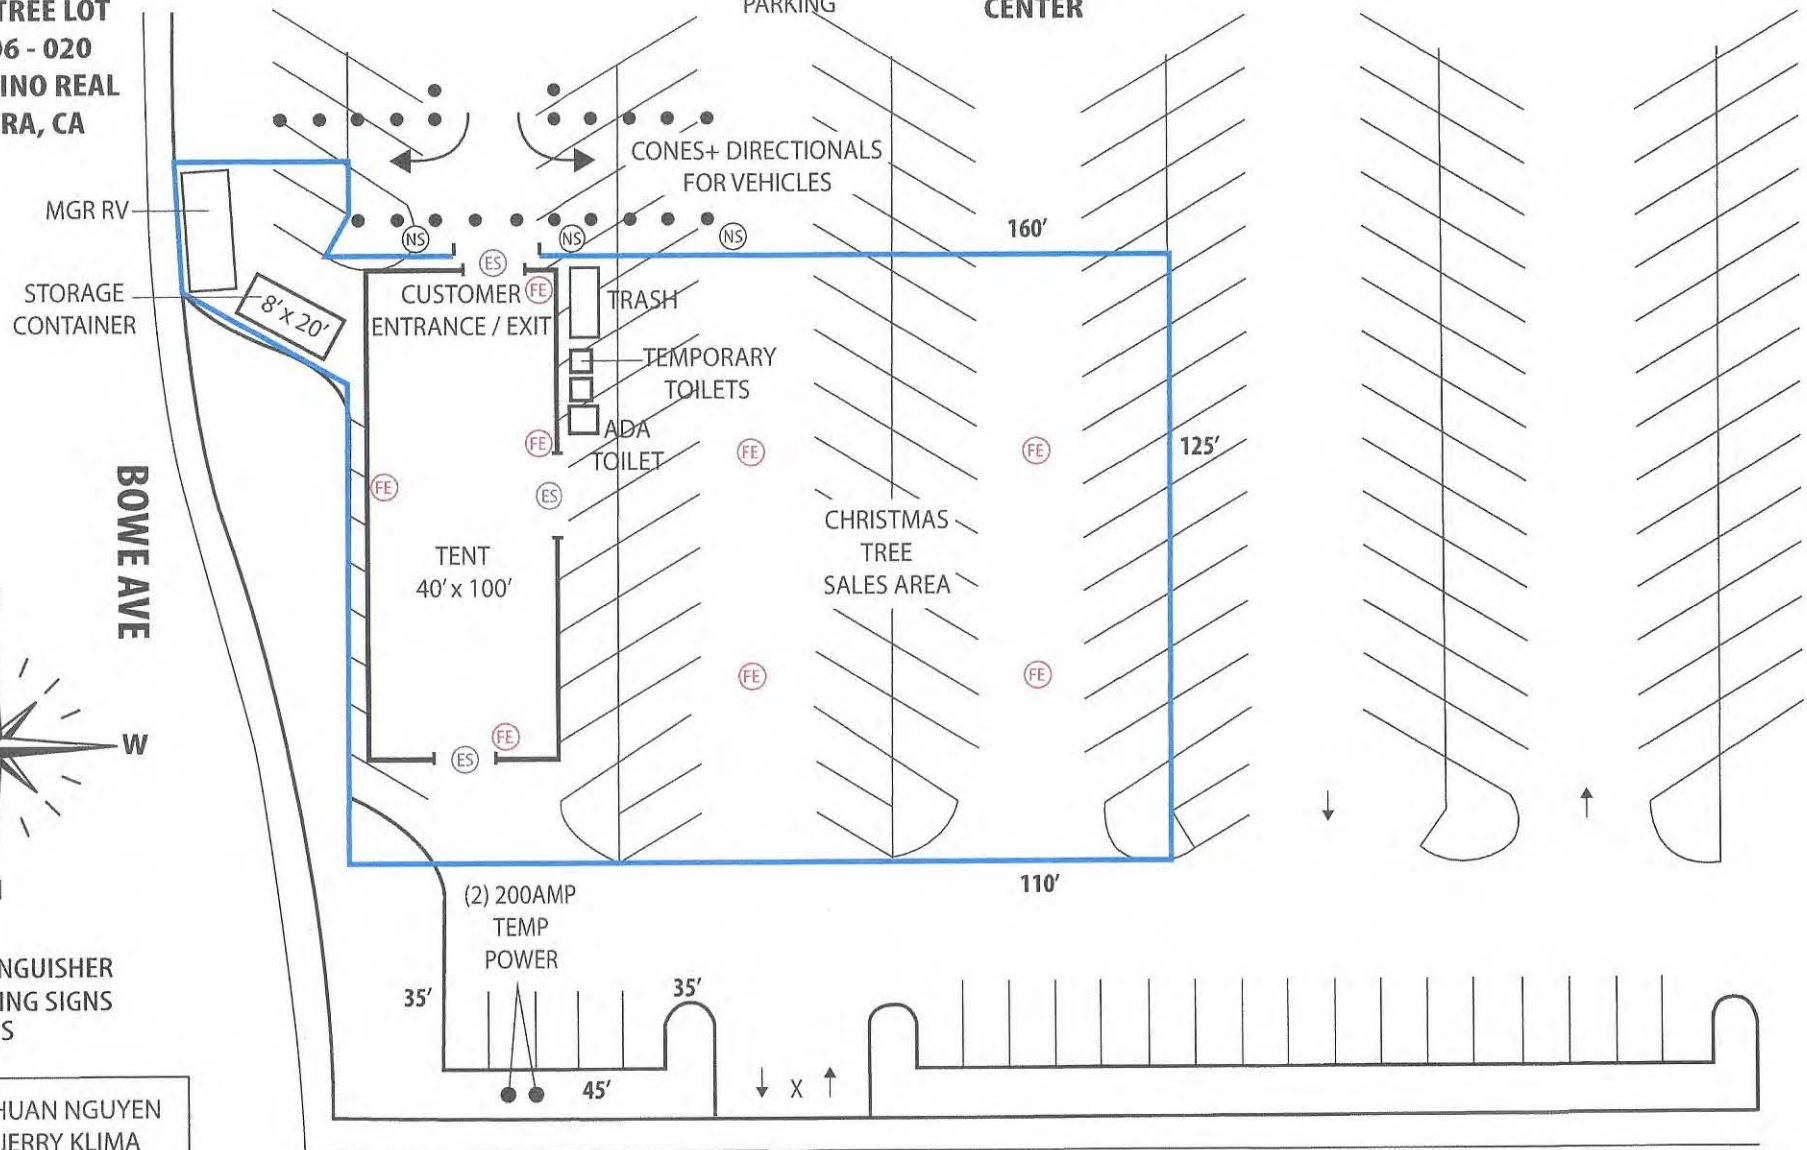 TREE LOT
96 - 020
INO REAL
RA, CA
PARKING
CENTER
CONES+ DIRECTIONALS
FOR VEHICLES
MGR RV
NS
NS
NS
160′
ES
STORAGE
CONTAINER
8′ x 20′
CUSTOMER
ENTRANCE / EXIT
FE
TRASH
TEMPORARY
TOILETS
ADA
TOILET
FE
FE
FE
125′
FE
ES
BOWE AVE
CHRISTMAS
TREE
SALES AREA
TENT
40′ x 100′
FE
FE
FE
ES
W
110′
(2) 200AMP
TEMP
POWER
35′
35′
45′
X
NGUISHER
ING SIGNS
S
HUAN NGUYEN
JERRY KLIMA